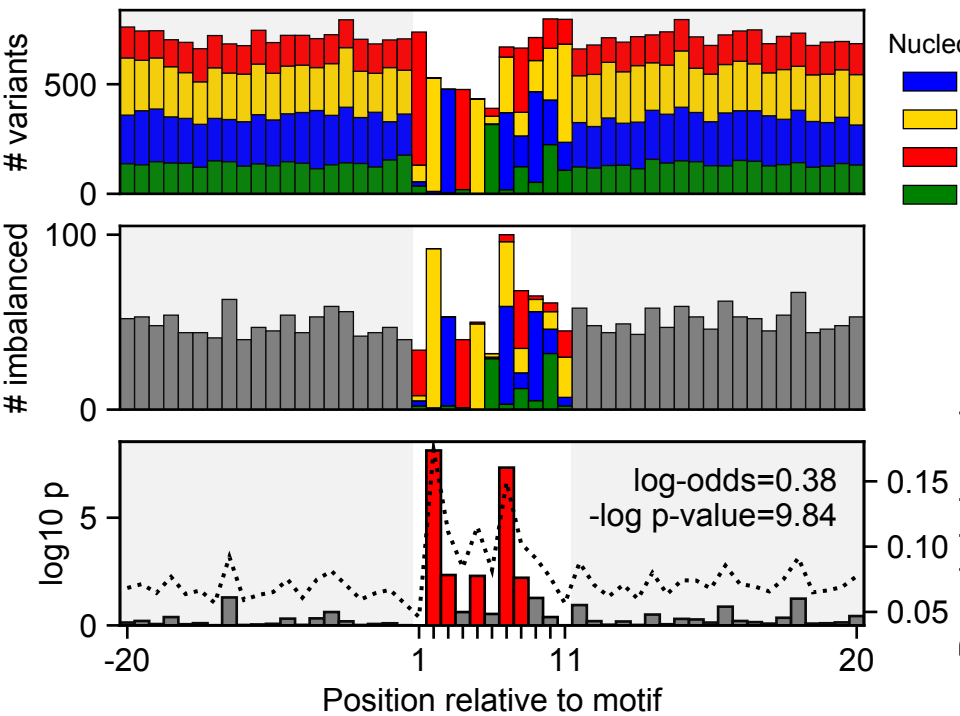 # variants
500
0
Nucleo
# imbalanced
100
0
log10 p
5
0
log-odds=0.38
-log p-value=9.84
0.15
0.10
0.05
-20
1
11
20
Position relative to motif